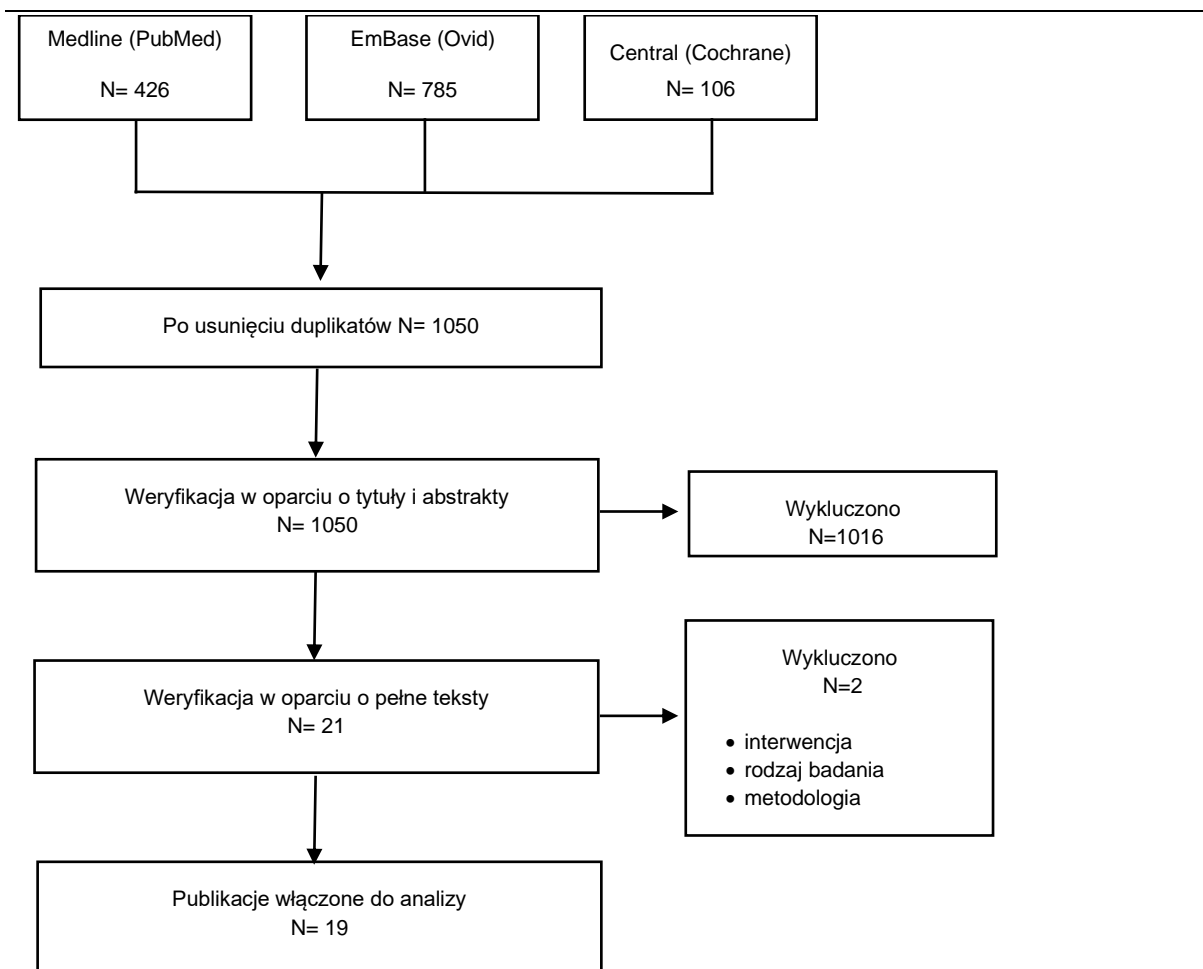 Medline (PubMed)
N= 426
EmBase (Ovid)
N= 785
Central (Cochrane)
N= 106
Po usunięciu duplikatów N= 1050
Weryfikacja w oparciu o tytuły i abstrakty
N= 1050
Wykluczono
N=1016
Weryfikacja w oparciu o pełne teksty
N= 21
Wykluczono
N=2
• interwencja
• rodzaj badania
• metodologia
Publikacje włączone do analizy
N= 19